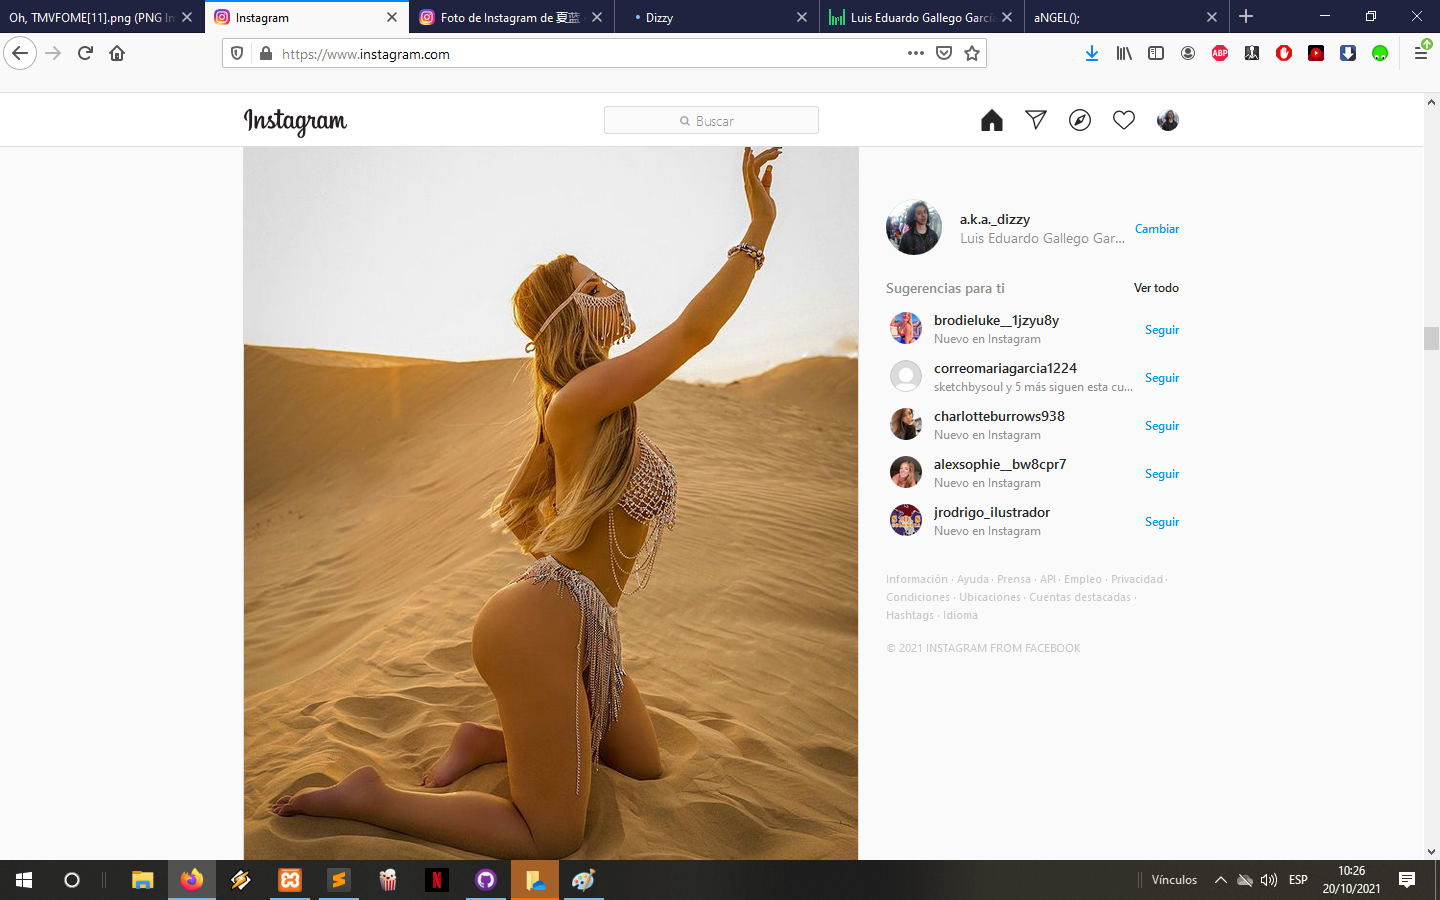 Oh, TMVFOME[11].png (PNG Im
Instagram
Foto de Instagram de 夏蓝
Dizzy
Luis Eduardo Gallego García
aNGEL();
https://www.instagram.com
ABP
Instagram
Buscar
a.k.a._dizzy
Luis Eduardo Gallego Gar...
Cambiar
Sugerencias para ti
Ver todo
brodieluke__1jzyu8y
Nuevo en Instagram
Seguir
correomariagarcia1224
sketchbysoul y 5 más siguen esta cu...
Seguir
charlotteburrows938
Nuevo en Instagram
Seguir
alexsophie__bw8cpr7
Nuevo en Instagram
Seguir
jrodrigo_ilustrador
Nuevo en Instagram
Seguir
Información · Ayuda · Prensa · API · Empleo · Privacidad ·
Condiciones · Ubicaciones · Cuentas destacadas ·
Hashtags · Idioma
© 2021 INSTAGRAM FROM FACEBOOK
Vínculos
ESP
10:26
20/10/2021